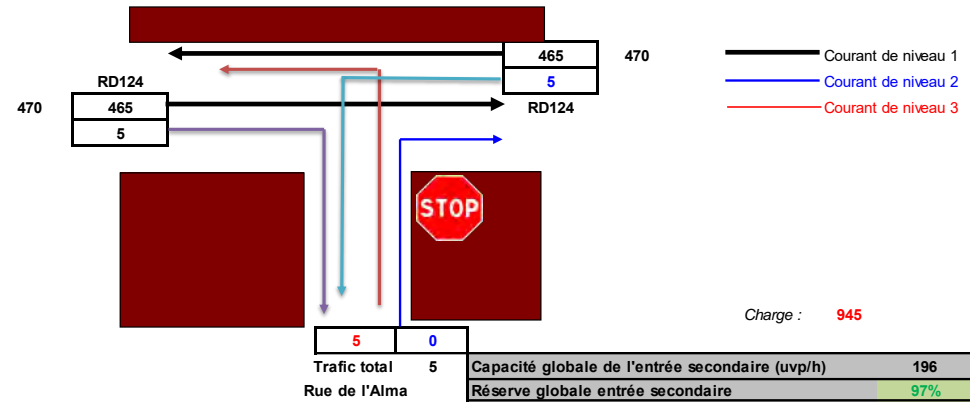 465 470
5
RD124
Courant de niveau 1
Courant de niveau 2
Courant de niveau 3
RD124
470 465
5
STOP
Charge : 945
5 0
Trafic total 5
Rue de l'Alma
Capacité globale de l'entrée secondaire (uvp/h) 196
Réserve globale entrée secondaire 97%